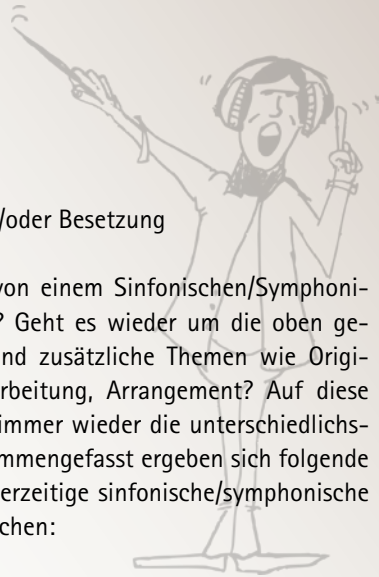 /oder Besetzung
von einem Sinfonischen/Symphoni-
? Geht es wieder um die oben ge-
nd zusätzliche Themen wie Origi-
rbeitung, Arrangement? Auf diese
immer wieder die unterschiedlichs-
mmengefasst ergeben sich folgende
erzeitige sinfonische/symphonische
chen: